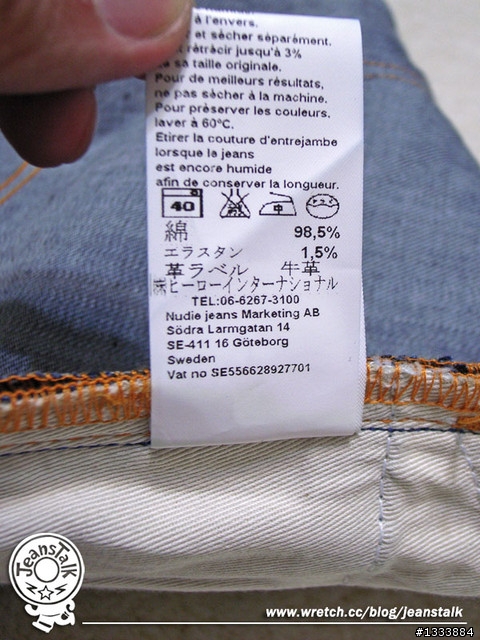 à l'envers.
et sécher séparément.
rétrécir jusqu'à 3%
sa taille originale.
Pour de meilleurs résultats,
ne pas sècher à la machine.
Pour préserver les couleurs,
laver à 60°C.
Etirer la couture d'entrejambe
lorsque le jeans
est encore humide
afin de conserver la longueur.
40 中
綿 98,5%
エラスタン 1,5%
革ラベル 牛革
㈱ヒーローインターナショナル
TEL:06-6267-3100
Nudie jeans Marketing AB
Södra Larmgatan 14
SE-411 16 Göteborg
Sweden
Vat no SE556628927701
JeansTalk
www.wretch.cc/blog/jeanstalk
#1333884